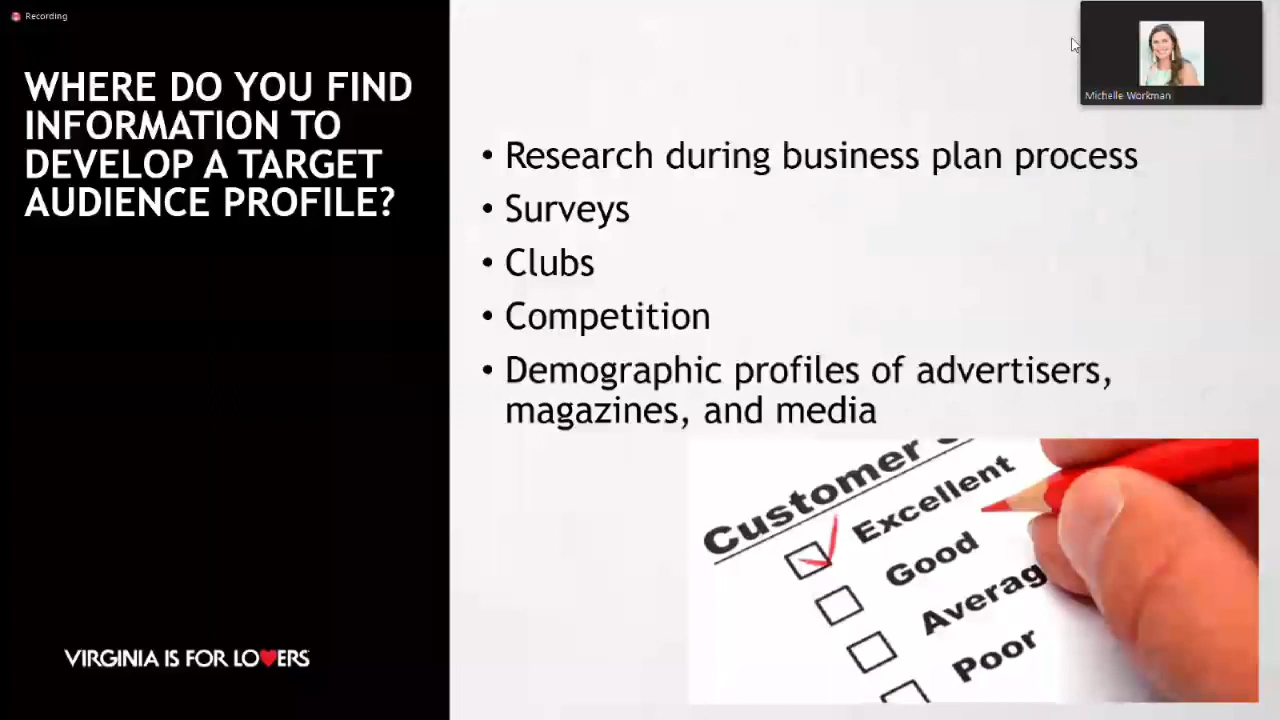 Recording
WHERE DO YOU FIND
INFORMATION TO
DEVELOP A TARGET
AUDIENCE PROFILE?
VIRGINIA IS FOR LOVERS
Michelle Workman
• Research during business plan process
• Surveys
• Clubs
• Competition
• Demographic profiles of advertisers,
magazines, and media
Customer
Excellent
Good
Averag
Poor